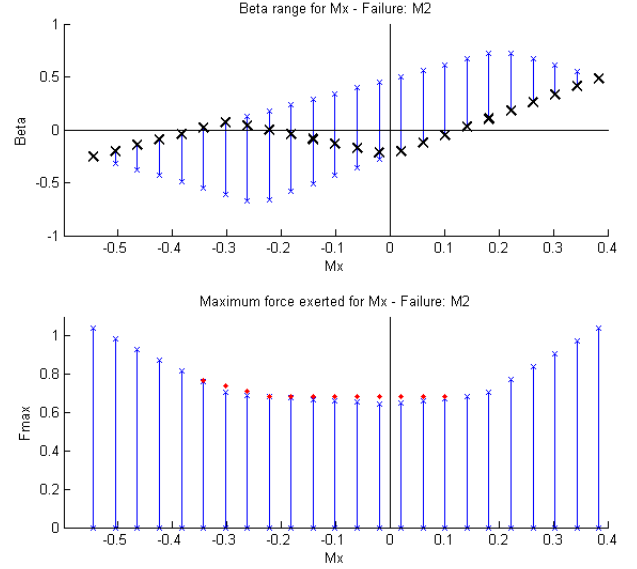 Beta range for Mx - Failure: M2
1
0.5
0
-0.5
-1
Beta
-0.5 -0.4 -0.3 -0.2 -0.1 0 0.1 0.2 0.3 0.4
Mx
Maximum force exerted for Mx - Failure: M2
1
0.8
0.6
0.4
0.2
0
Fmax
-0.5 -0.4 -0.3 -0.2 -0.1 0 0.1 0.2 0.3 0.4
Mx